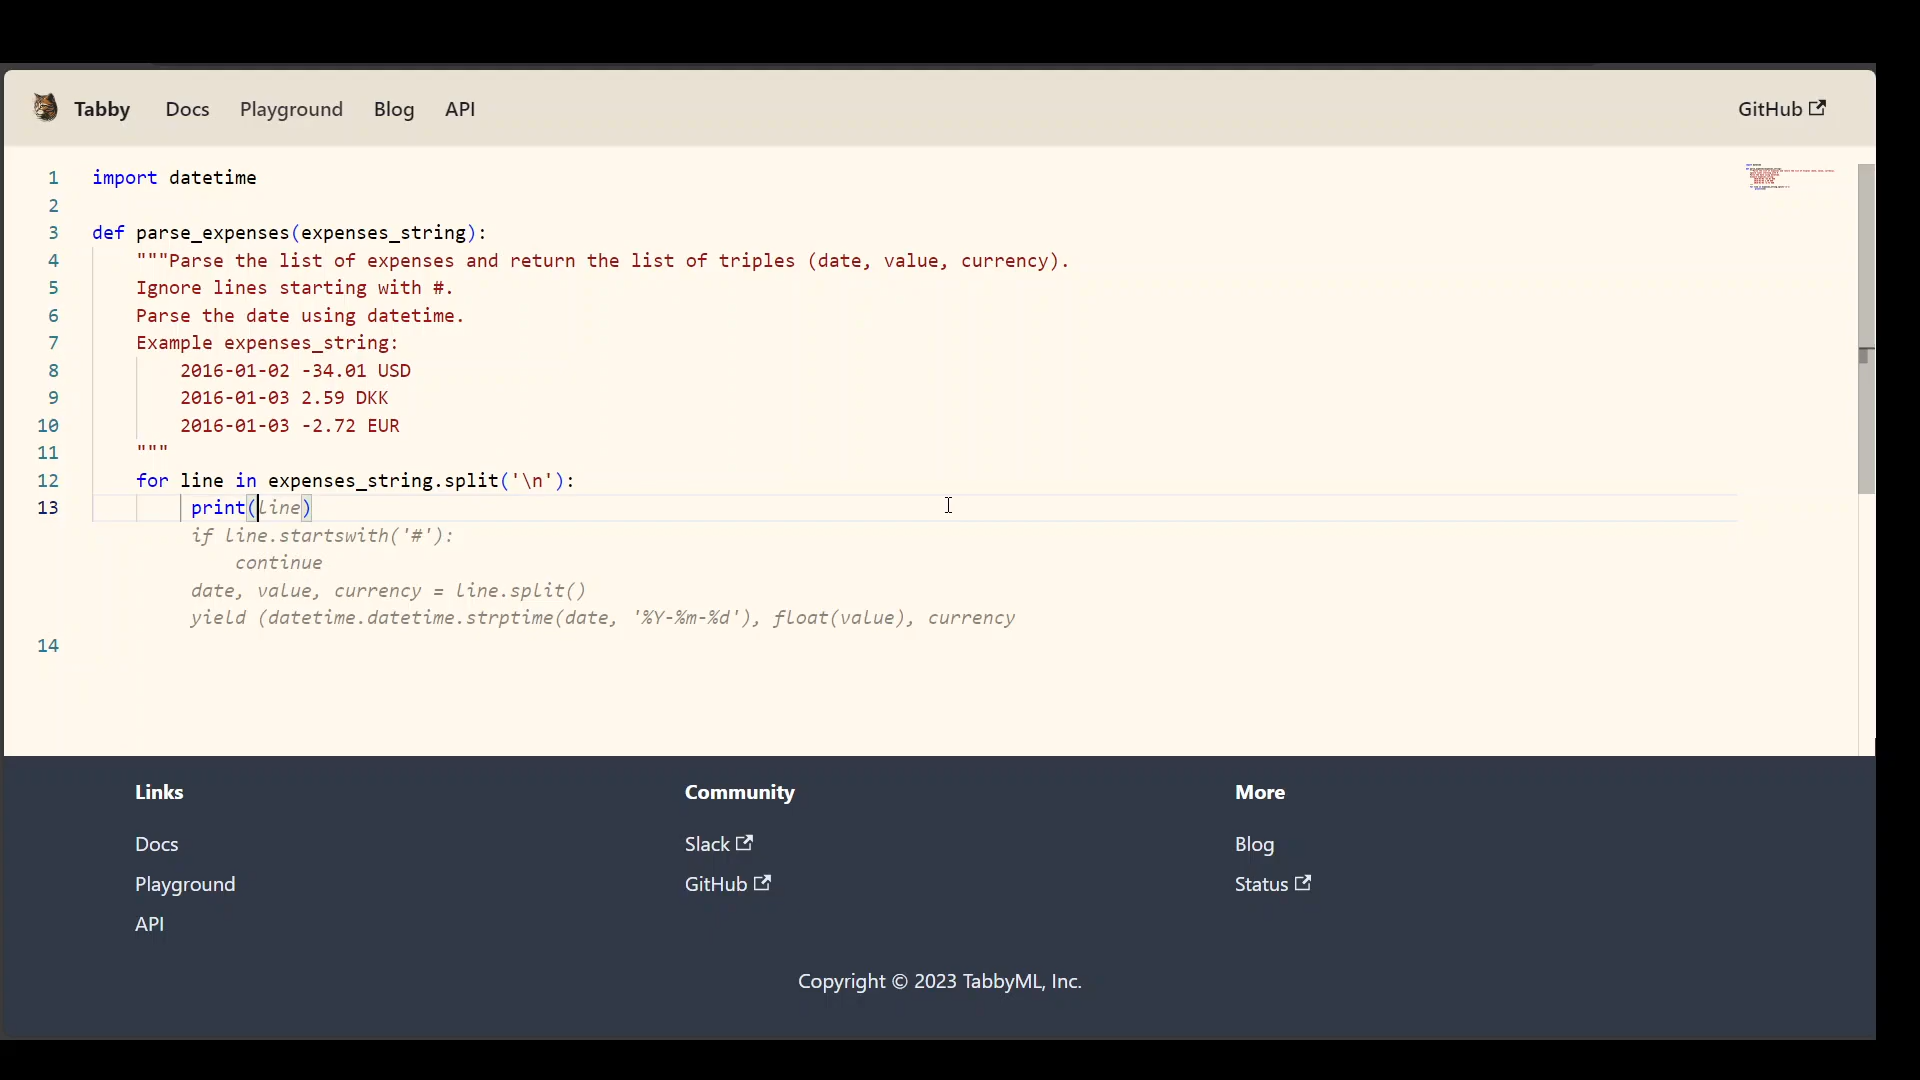 Tabby Docs Playground Blog API GitHub
1 import datetime
2
3 def parse_expenses(expenses_string):
4 """Parse the list of expenses and return the list of triples (date, value, currency).
5 Ignore lines starting with #.
6 Parse the date using datetime.
7 Example expenses_string:
8 2016-01-02 -34.01 USD
9 2016-01-03 2.59 DKK
10 2016-01-03 -2.72 EUR
11 """
12 for line in expenses_string.split('\n'):
13 print(line)
if line.startswith('#'):
continue
date, value, currency = line.split()
yield (datetime.datetime.strptime(date, '%Y-%m-%d'), float(value), currency
14
Links Community More
Docs Slack Blog
Playground GitHub Status
API
Copyright © 2023 TabbyML, Inc.